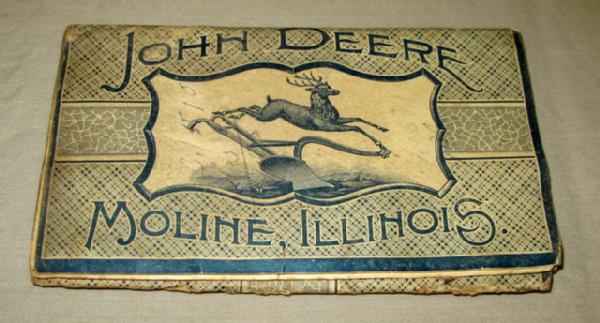 JOHN DEERE
MOLINE, ILLINOIS.